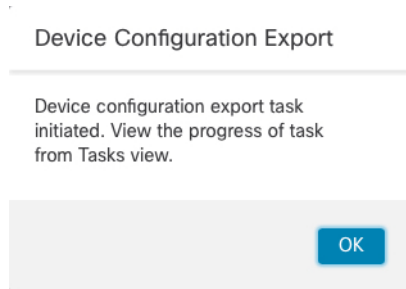 Device Configuration Export
Device configuration export task
initiated. View the progress of task
from Tasks view.
OK